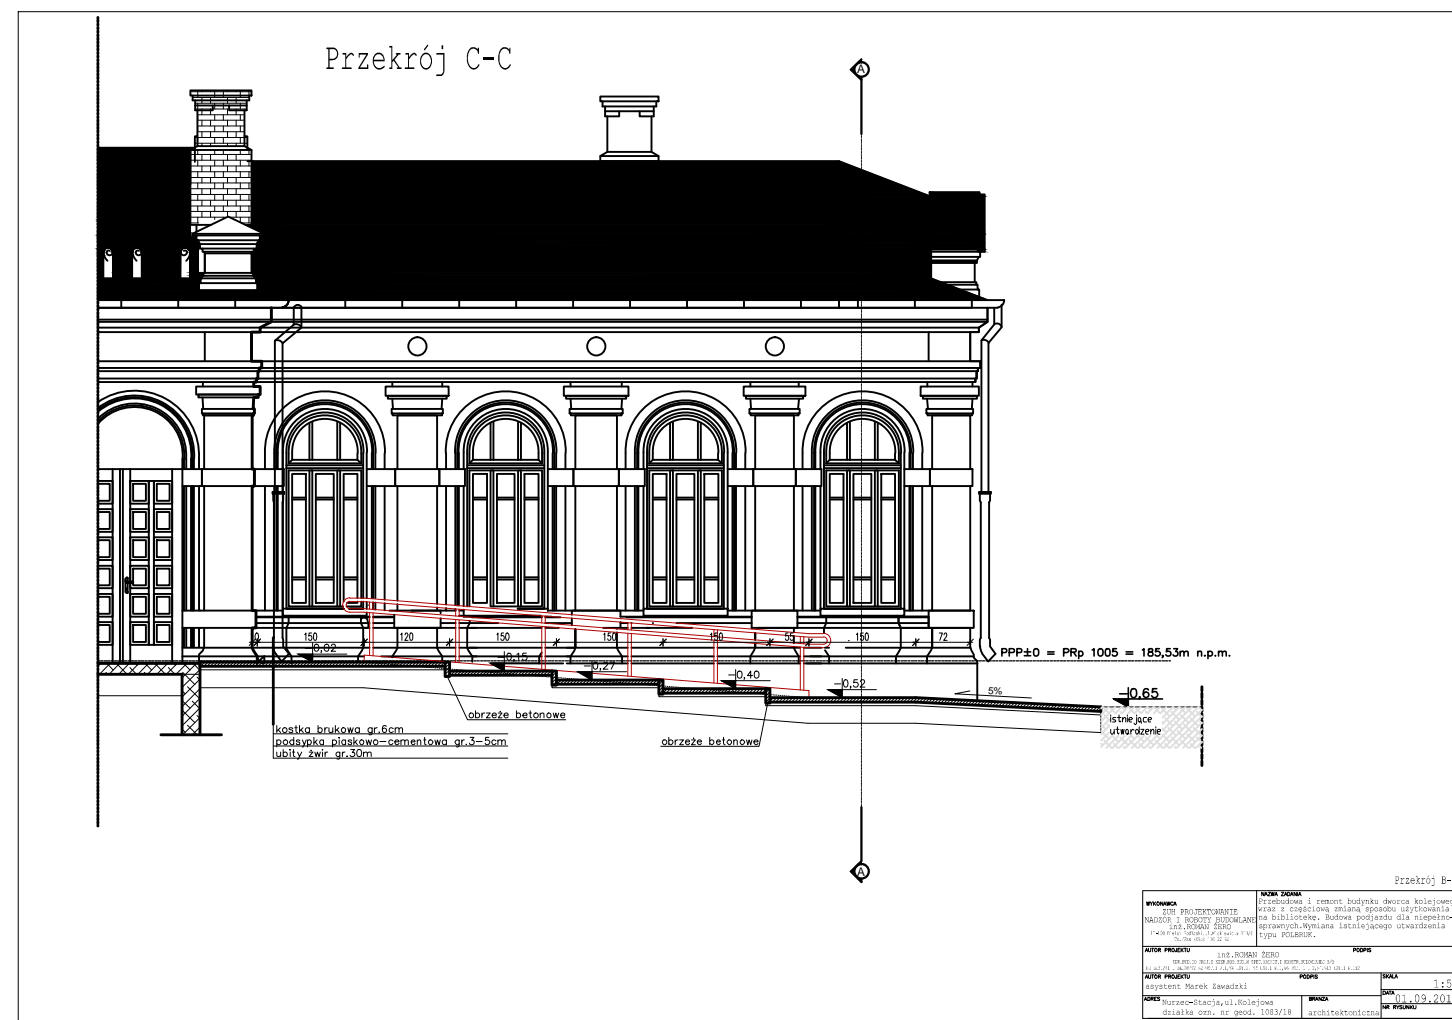 Przekrój C-C
A
150
120
150
150
150
55
150
72
-0,02
-0,15
-0,27
-0,40
-0,52
5%
-0,65
PPP±0 = PRp 1005 = 185,53m n.p.m.
istniejące
utwardzenie
obrzeże betonowe
obrzeże betonowe
kostka brukowa gr.6cm
podsypka piaskowo-cementowa gr.3-5cm
ubity żwir gr.30m
A
Przekrój B-
WYKONAWCA
ZUH PROJEKTOWANIE
NADZÓR I ROBOTY BUDOWLANE
inż.ROMAN ŻERO
NAZWA ZADANIA
Przebudowa i remont budynku dworca kolejoweg
wraz z częściową zmianą sposobu użytkowania
na bibliotekę. Budowa podjazdu dla niepełno-
sprawnych.Wymiana istniejącego utwardzenia
typu POLBRUK.
AUTOR PROJEKTU
PODPIS
inż.ROMAN ŻERO
AUTOR PROJEKTU
PODPIS
asystent Marek Zawadzki
SKALA
1:5
DATA
01.09.201
ADRES
Nurzec-Stacja,ul.Kolejowa
działka ozn. nr geod. 1083/18
BRANŻA
architektoniczna
NR RYSUNKU